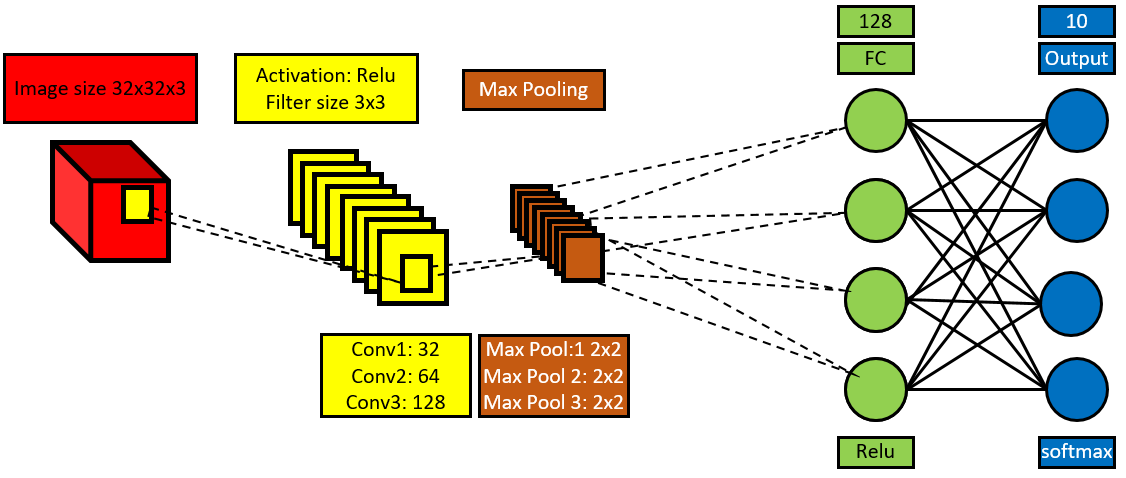 Image size 32x32x3
Activation: Relu
Filter size 3x3
Max Pooling
128
FC
10
Output
Conv1: 32
Conv2: 64
Conv3: 128
Max Pool:1 2x2
Max Pool 2: 2x2
Max Pool 3: 2x2
Relu
softmax